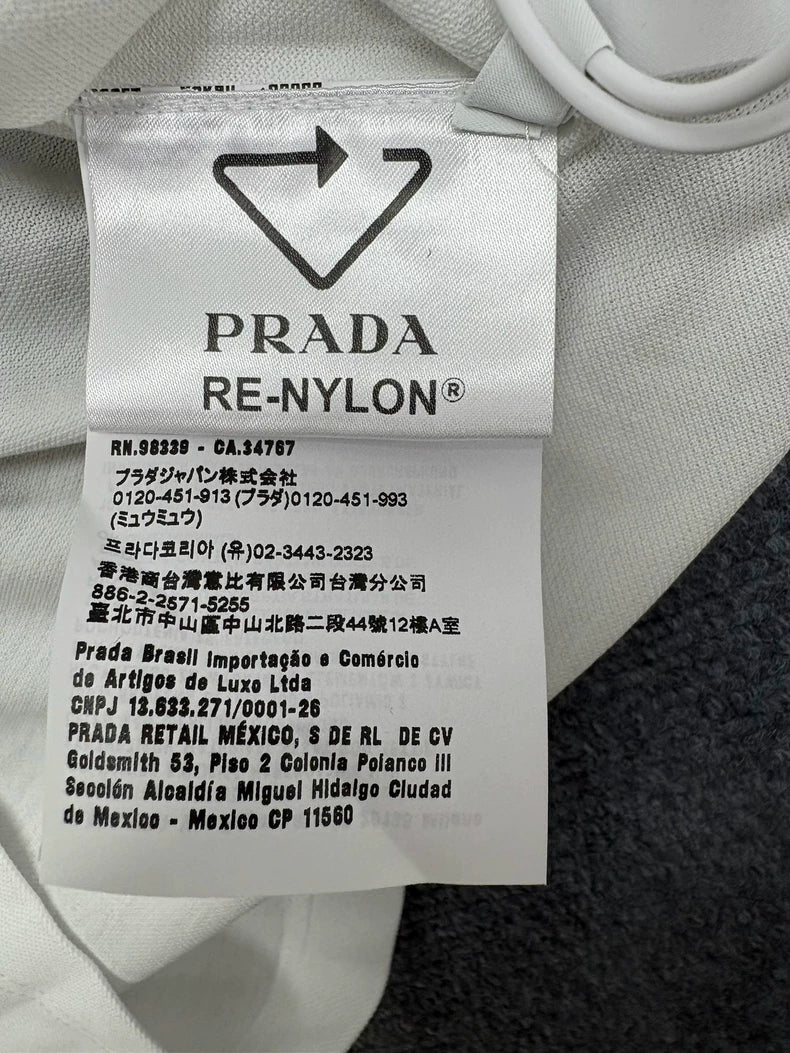 PRADA
RE-NYLON®
RN.98339 - CA.34767
プラダジャパン株式会社
0120-451-913 (プラダ)0120-451-993
(ミュウミュウ)
프라다코리아 (유)02-3443-2323
香港商台灣意比有限公司台灣分公司
886-2-2571-5255
臺北市中山區中山北路二段44號12樓A室
Prada Brasil Importação e Comércio
de Artigos de Luxo Ltda
CNPJ 13.633.271/0001-26
PRADA RETAIL MÉXICO, S DE RL DE CV
Goldsmith 53, Piso 2 Colonia Polanco III
Sección Alcaldía Miguel Hidalgo Ciudad
de Mexico - Mexico CP 11560